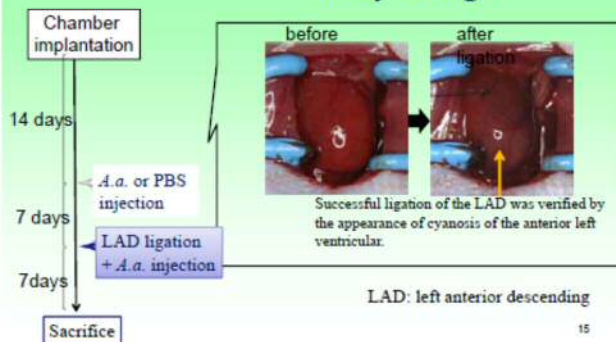 Chamber
implantation
14 days
A.a. or PBS
injection
7 days
LAD ligation
+ A.a. injection
7days
Sacrifice
before
after
ligation
Successful ligation of the LAD was verified by
the appearance of cyanosis of the anterior left
ventricular.
LAD: left anterior descending
15